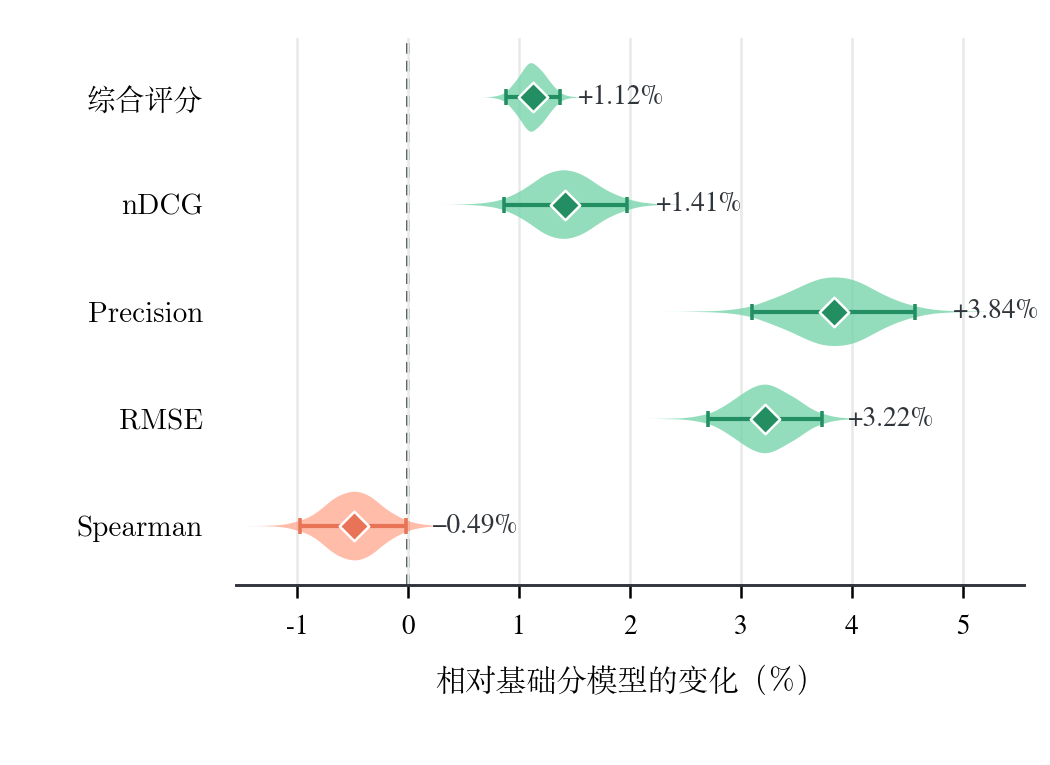 综合评分
+1.12%
nDCG
+1.41%
Precision
+3.84%
RMSE
+3.22%
Spearman
–0.49%
-1 0 1 2 3 4 5
相对基础分模型的变化（%）